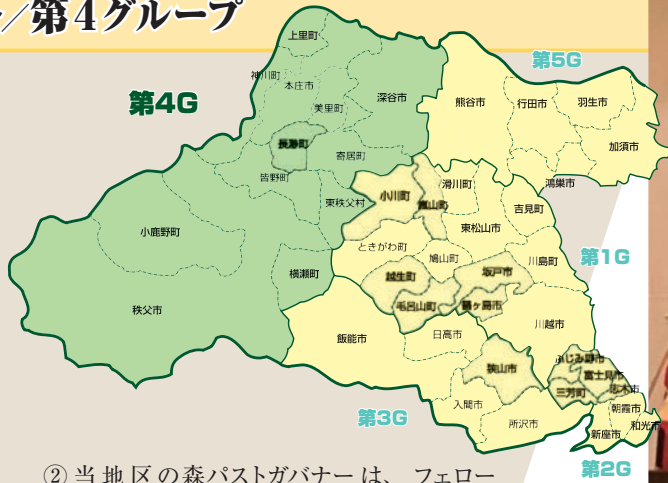 /第4グループ
第5G
上里町
神川町
本庄市
深谷市
熊谷市
行田市
羽生市
第4G
美里町
加須市
長瀞町
寄居町
皆野町
滑川町
鴻巣市
小川町
嵐山町
東秩父村
吉見町
東松山市
小鹿野町
ときがわ町
鳩山町
川島町
第1G
横瀬町
越生町
坂戸市
毛呂山町
鶴ヶ島市
秩父市
川越市
飯能市
日高市
ふじみ野市
狭山市
富士見市
志木市
三芳町
入間市
朝霞市
第3G
所沢市
和光市
新座市
第2G
② 当地区の森パストガバナーは、フェロー